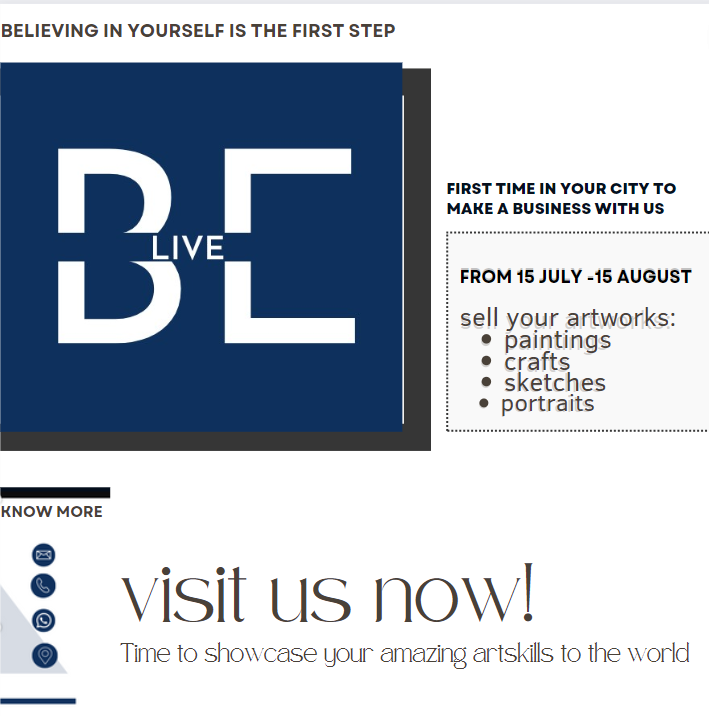 BELIEVING IN YOURSELF IS THE FIRST STEP
BE
LIVE
FIRST TIME IN YOUR CITY TO
MAKE A BUSINESS WITH US
FROM 15 JULY -15 AUGUST
sell your artworks:
paintings
crafts
sketches
portraits
KNOW MORE
visit us now!
Time to showcase your amazing artskills to the world